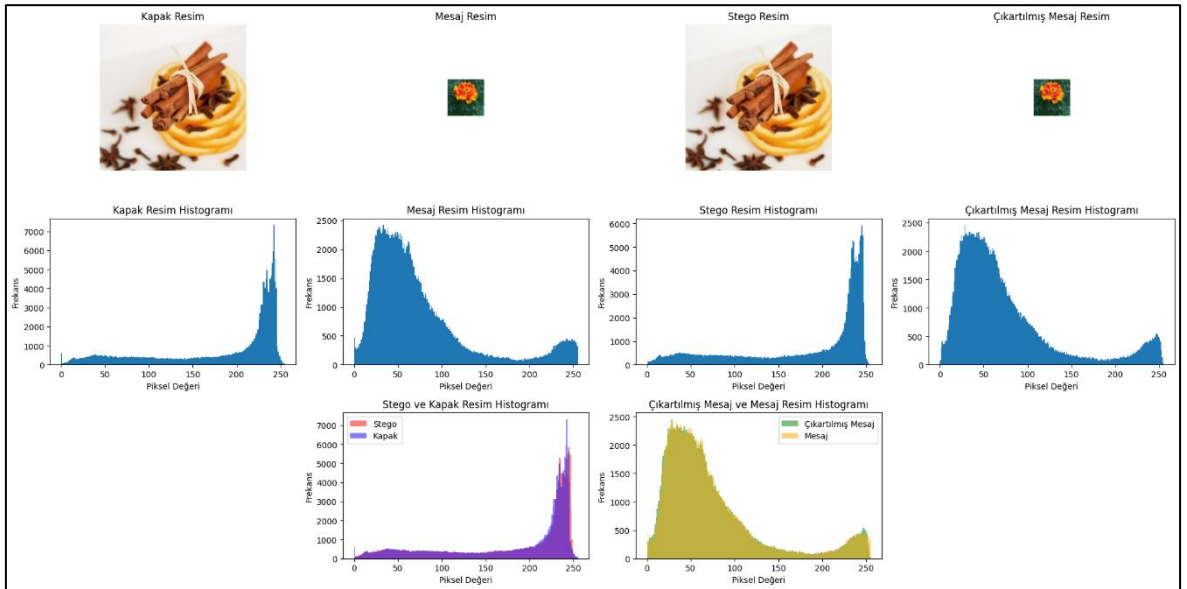 Kapak Resim
Mesaj Resim
Stego Resim
Çıkartılmış Mesaj Resim
Kapak Resim Histogramı
Frekans
7000
6000
5000
4000
3000
2000
1000
0
0 50 100 150 200 250
Piksel Değeri
Mesaj Resim Histogramı
Frekans
2500
2000
1500
1000
500
0
0 50 100 150 200 250
Piksel Değeri
Stego Resim Histogramı
Frekans
6000
5000
4000
3000
2000
1000
0
0 50 100 150 200 250
Piksel Değeri
Çıkartılmış Mesaj Resim Histogramı
Frekans
2500
2000
1500
1000
500
0
0 50 100 150 200 250
Piksel Değeri
Stego ve Kapak Resim Histogramı
Stego
Kapak
Frekans
7000
6000
5000
4000
3000
2000
1000
0
0 50 100 150 200 250
Piksel Değeri
Çıkartılmış Mesaj ve Mesaj Resim Histogramı
Çıkartılmış Mesaj
Mesaj
Frekans
2500
2000
1500
1000
500
0
0 50 100 150 200 250
Piksel Değeri